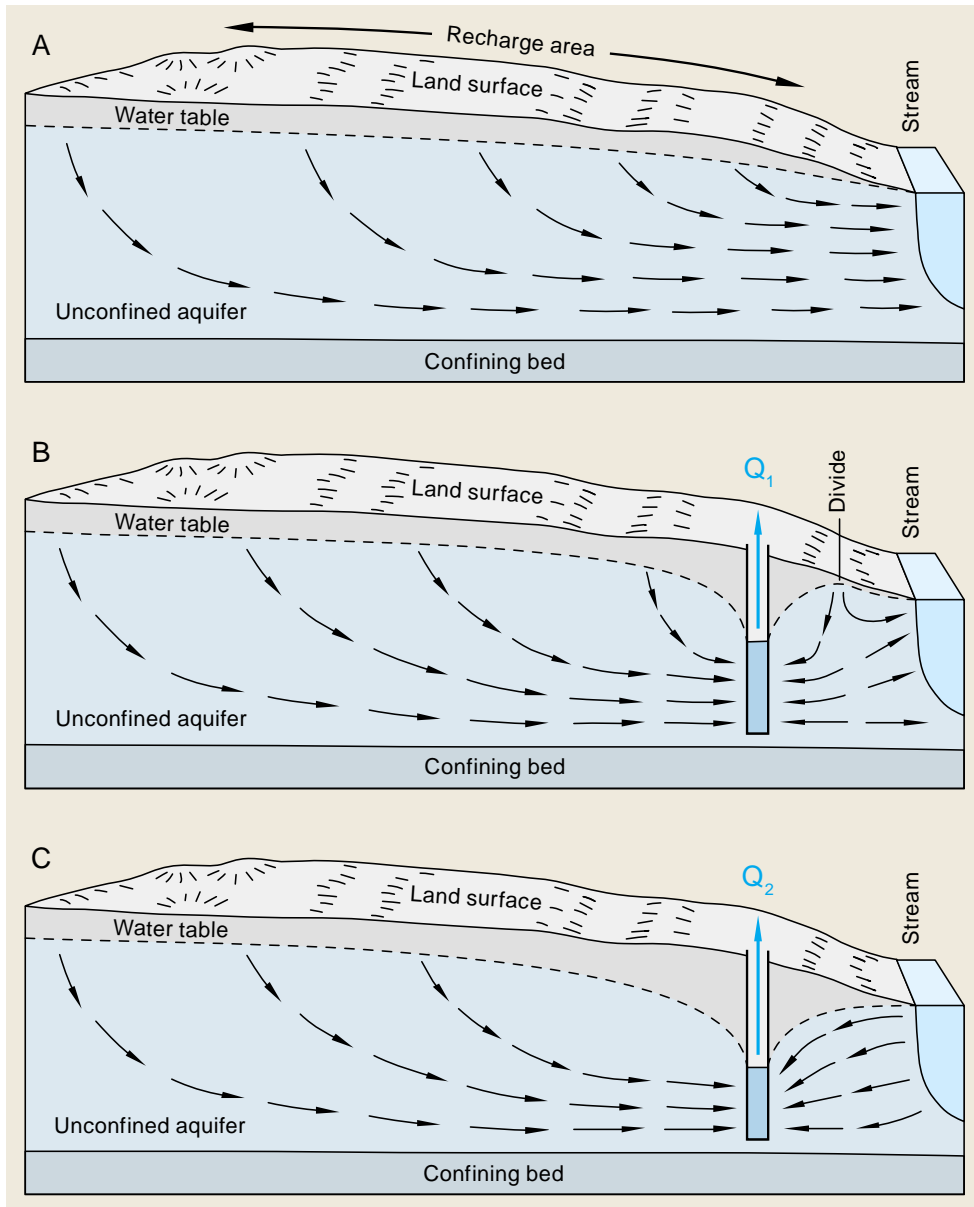 A
Recharge area
Land surface
Stream
Water table
Unconfined aquifer
Confining bed
B
Q1
Divide
Stream
Land surface
Water table
Unconfined aquifer
Confining bed
C
Q2
Stream
Land surface
Water table
Unconfined aquifer
Confining bed